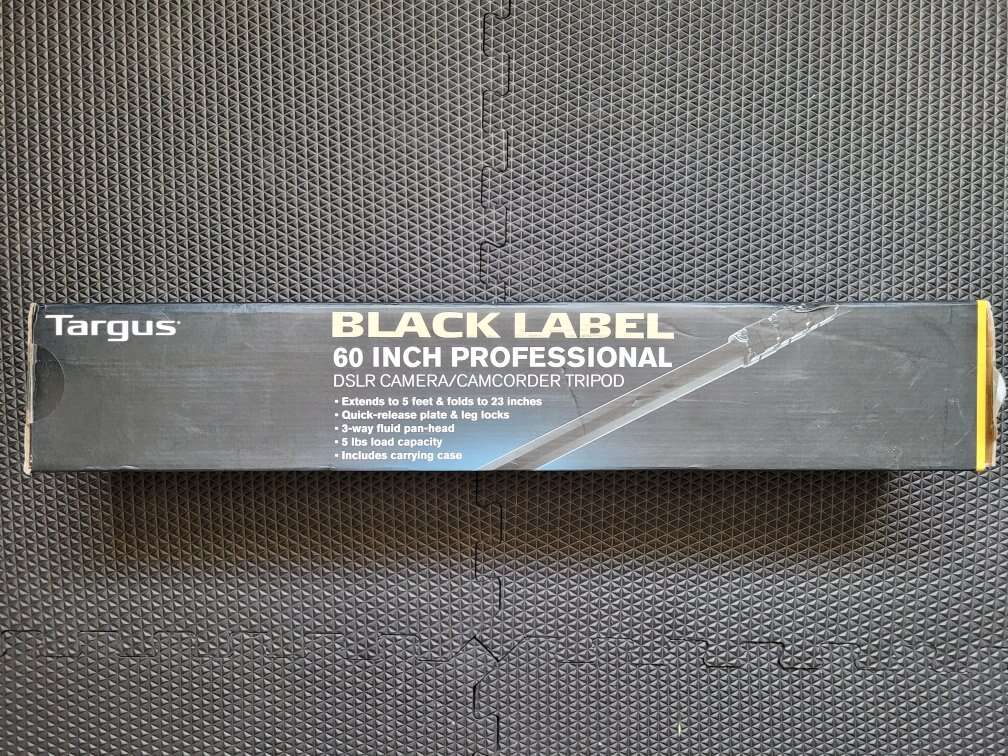 Targus
BLACK LABEL
60 INCH PROFESSIONAL
DSLR CAMERA/CAMCORDER TRIPOD
• Extends to 5 feet & folds to 23 inches
• Quick-release plate & leg locks
• 3-way fluid pan-head
• 5 lbs load capacity
• Includes carrying case